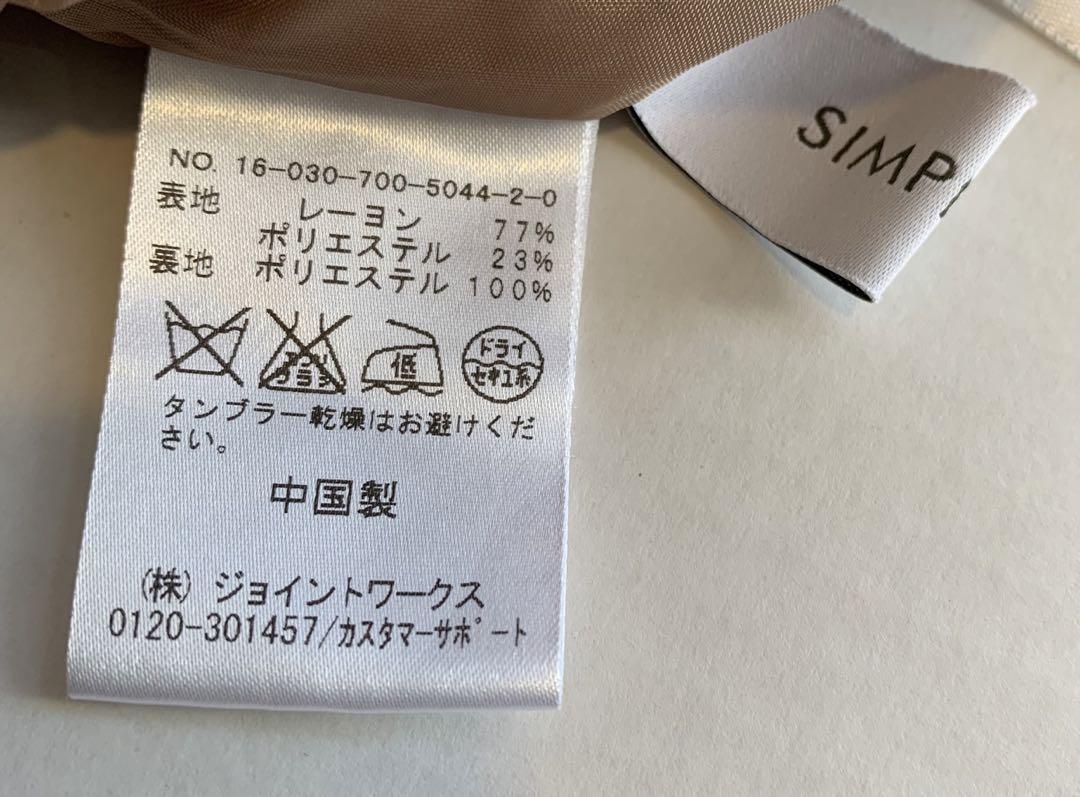 NO. 16-030-700-5044-2-0
表地 レーヨン 77%
ポリエステル 23%
裏地 ポリエステル 100%
低
ドライ
セキユ系
タンブラー乾燥はお避けくだ
さい。
中国製
(株) ジョイントワークス
0120-301457/カスタマーサポート
SIMP